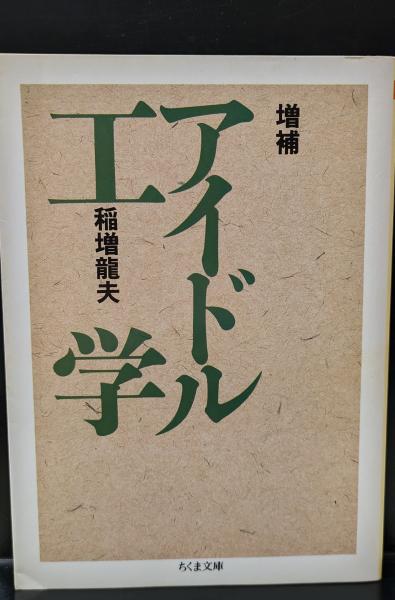 増補
アイドル
工学
稲増龍夫
ちくま文庫